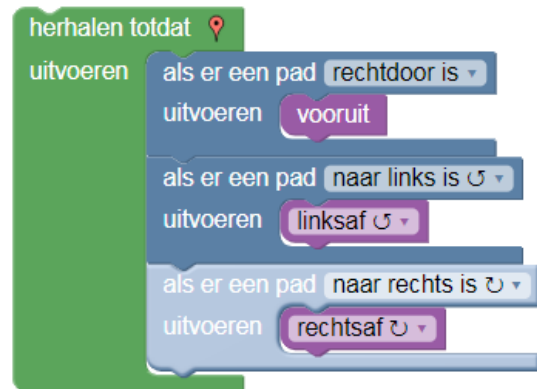 herhalen totdat
uitvoeren als er een pad rechtdoor is
uitvoeren vooruit
als er een pad naar links is ↺
uitvoeren linksaf ↺
als er een pad naar rechts is ↻
uitvoeren rechtsaf ↻